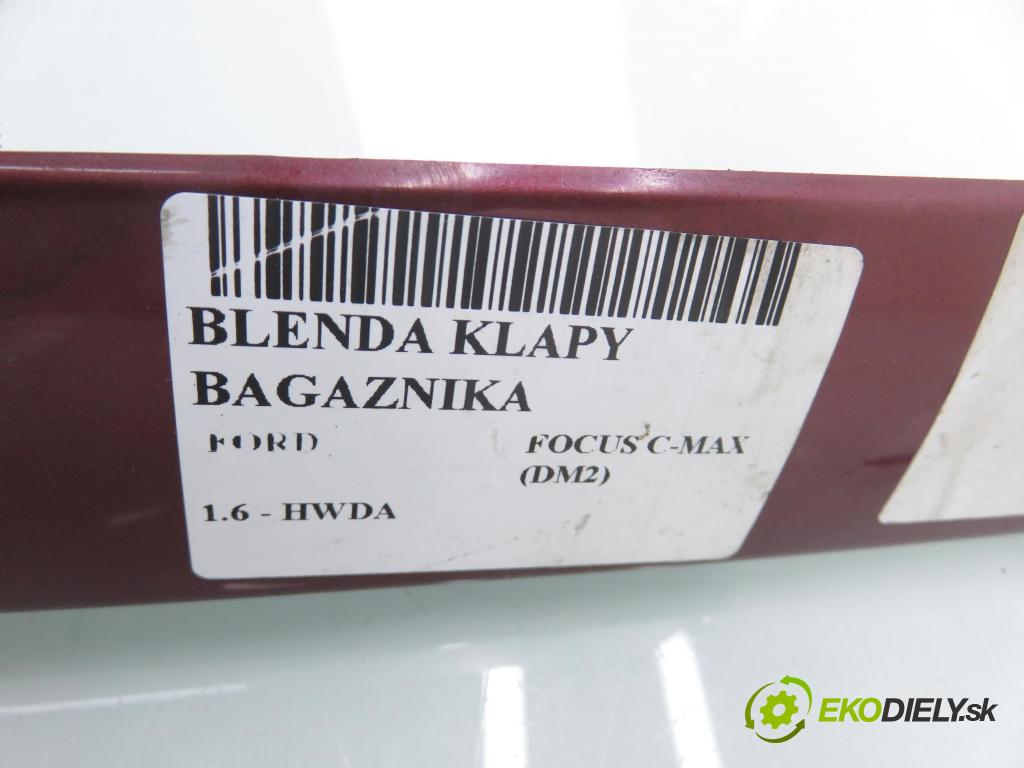 BLENDA KLAPY
BAGAZNIKA
FORD FOCUS C-MAX
(DM2)
1.6 - HWDA
EKODIELY.sk